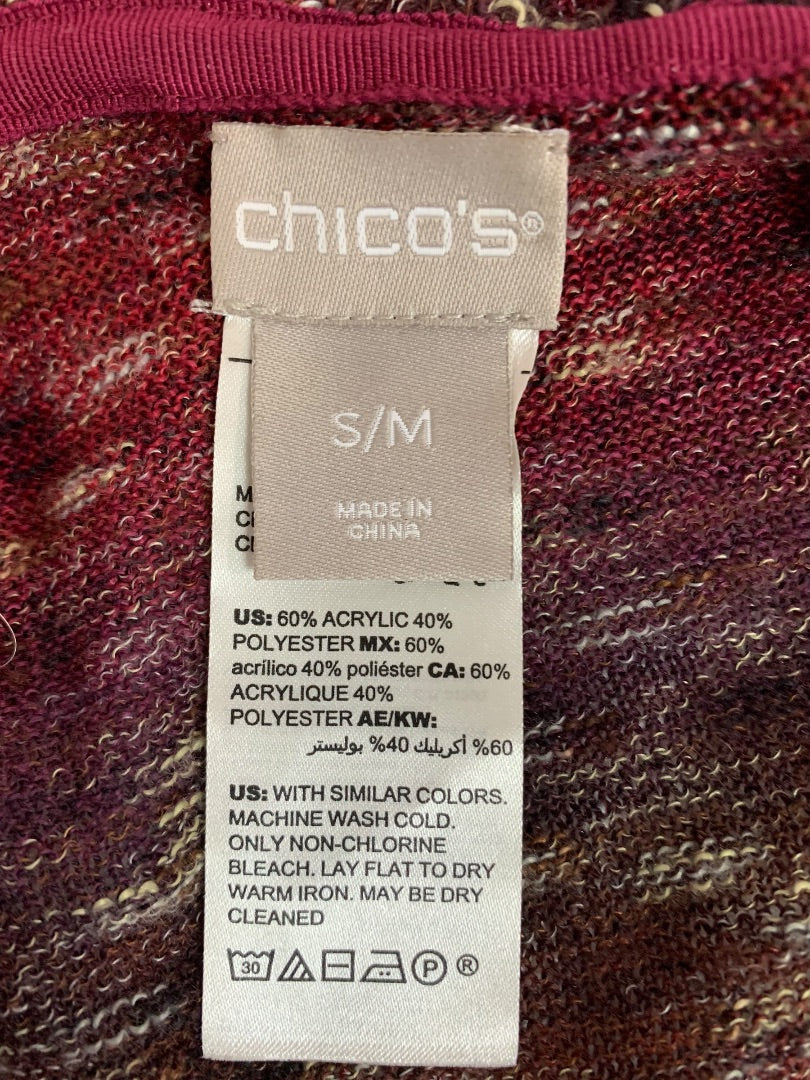 chico's®
S/M
MADE IN
CHINA
US: 60% ACRYLIC 40%
POLYESTER MX: 60%
acrílico 40% poliéster CA: 60%
ACRYLIQUE 40%
POLYESTER AE/KW:
60% أكريليك 40% بوليستر
US: WITH SIMILAR COLORS.
MACHINE WASH COLD.
ONLY NON-CHLORINE
BLEACH. LAY FLAT TO DRY
WARM IRON. MAY BE DRY
CLEANED
30 P ®